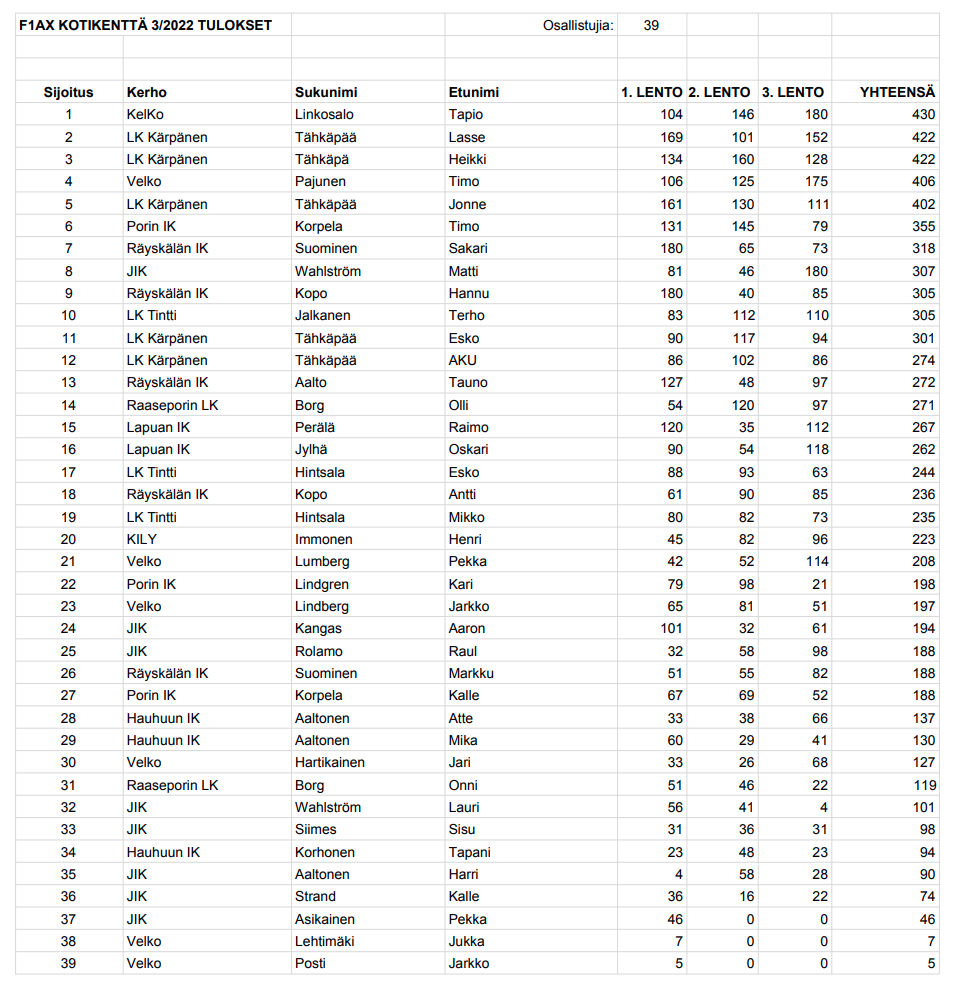 F1AX KOTIKENTTÄ 3/2022 TULOKSET Osallistujia: 39
Sijoitus Kerho Sukunimi Etunimi 1. LENTO 2. LENTO 3. LENTO YHTEENSÄ
1 KelKo Linkosalo Tapio 104 146 180 430
2 LK Kärpänen Tähkäpää Lasse 169 101 152 422
3 LK Kärpänen Tähkäpä Heikki 134 160 128 422
4 Velko Pajunen Timo 106 125 175 406
5 LK Kärpänen Tähkäpää Jonne 161 130 111 402
6 Porin IK Korpela Timo 131 145 79 355
7 Räyskälän IK Suominen Sakari 180 65 73 318
8 JIK Wahlström Matti 81 46 180 307
9 Räyskälän IK Kopo Hannu 180 40 85 305
10 LK Tintti Jalkanen Terho 83 112 110 305
11 LK Kärpänen Tähkäpää Esko 90 117 94 301
12 LK Kärpänen Tähkäpää AKU 86 102 86 274
13 Räyskälän IK Aalto Tauno 127 48 97 272
14 Raaseporin LK Borg Olli 54 120 97 271
15 Lapuan IK Perälä Raimo 120 35 112 267
16 Lapuan IK Jylhä Oskari 90 54 118 262
17 LK Tintti Hintsala Esko 88 93 63 244
18 Räyskälän IK Kopo Antti 61 90 85 236
19 LK Tintti Hintsala Mikko 80 82 73 235
20 KILY Immonen Henri 45 82 96 223
21 Velko Lumberg Pekka 42 52 114 208
22 Porin IK Lindgren Kari 79 98 21 198
23 Velko Lindberg Jarkko 65 81 51 197
24 JIK Kangas Aaron 101 32 61 194
25 JIK Rolamo Raul 32 58 98 188
26 Räyskälän IK Suominen Markku 51 55 82 188
27 Porin IK Korpela Kalle 67 69 52 188
28 Hauhuun IK Aaltonen Atte 33 38 66 137
29 Hauhuun IK Aaltonen Mika 60 29 41 130
30 Velko Hartikainen Jari 33 26 68 127
31 Raaseporin LK Borg Onni 51 46 22 119
32 JIK Wahlström Lauri 56 41 4 101
33 JIK Siimes Sisu 31 36 31 98
34 Hauhuun IK Korhonen Tapani 23 48 23 94
35 JIK Aaltonen Harri 4 58 28 90
36 JIK Strand Kalle 36 16 22 74
37 JIK Asikainen Pekka 46 0 0 46
38 Velko Lehtimäki Jukka 7 0 0 7
39 Velko Posti Jarkko 5 0 0 5